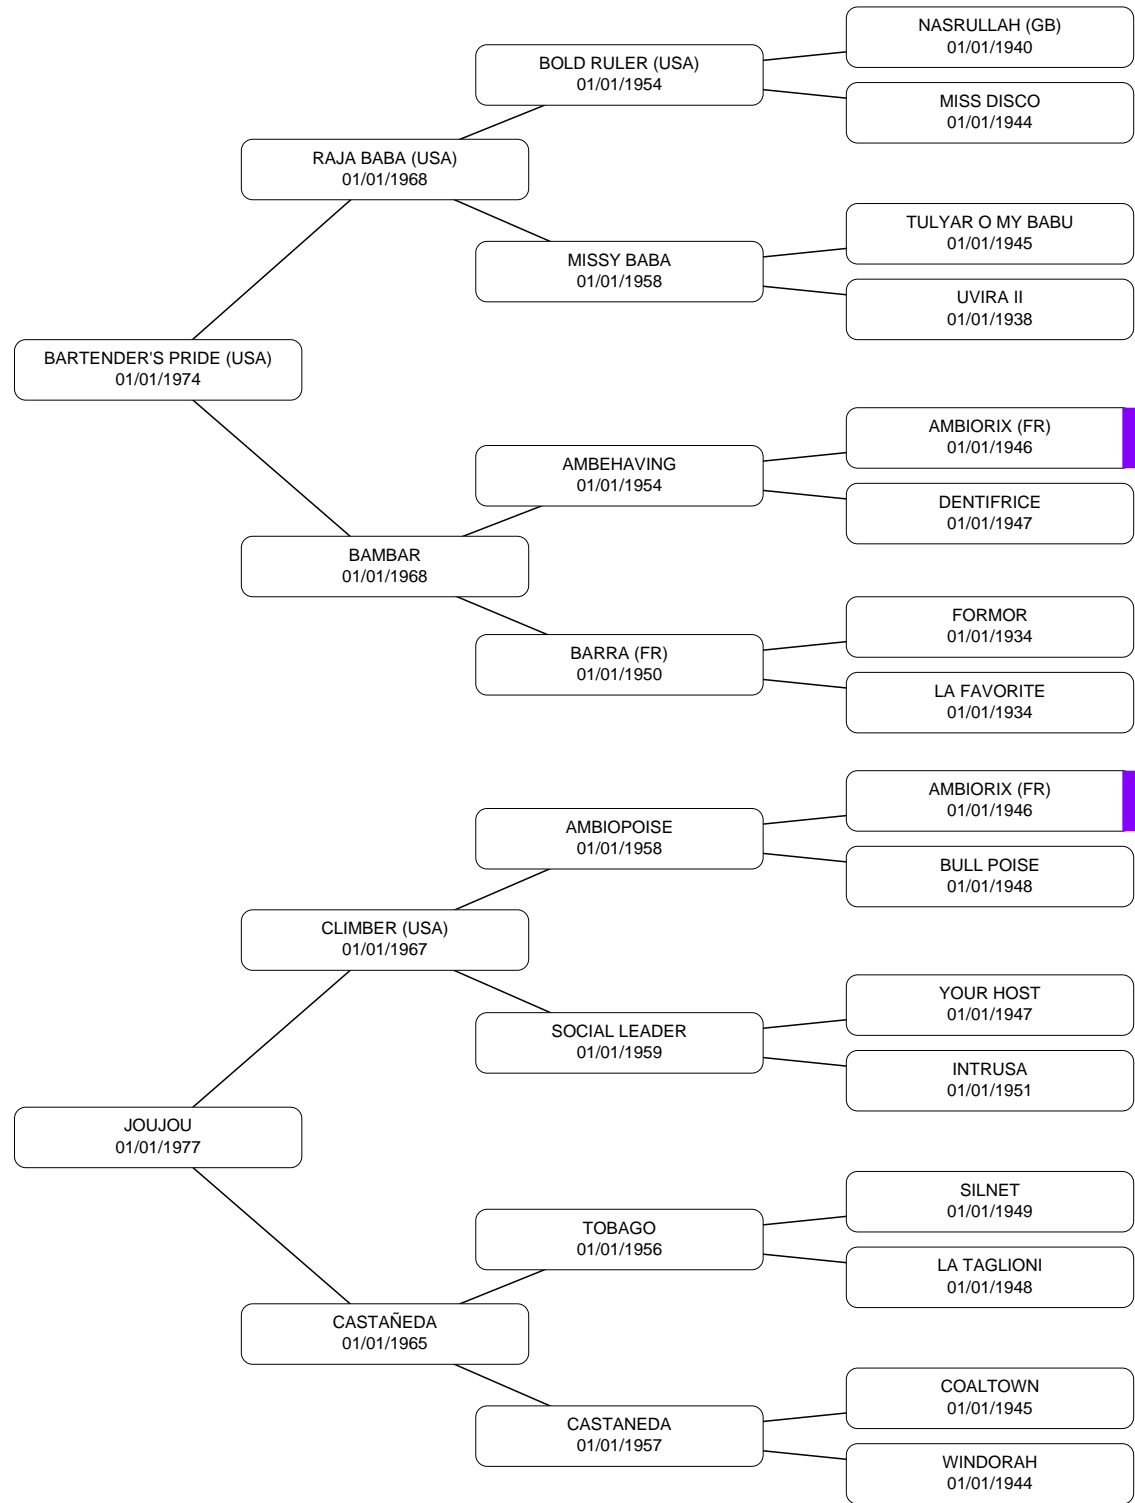 NASRULLAH (GB)
01/01/1940
BOLD RULER (USA)
01/01/1954
MISS DISCO
01/01/1944
RAJA BABA (USA)
01/01/1968
TULYAR O MY BABU
01/01/1945
MISSY BABA
01/01/1958
UVIRA II
01/01/1938
BARTENDER'S PRIDE (USA)
01/01/1974
AMBIORIX (FR)
01/01/1946
AMBEHAVING
01/01/1954
DENTIFRICE
01/01/1947
BAMBAR
01/01/1968
FORMOR
01/01/1934
BARRA (FR)
01/01/1950
LA FAVORITE
01/01/1934
AMBIORIX (FR)
01/01/1946
AMBIOPOISE
01/01/1958
BULL POISE
01/01/1948
CLIMBER (USA)
01/01/1967
YOUR HOST
01/01/1947
SOCIAL LEADER
01/01/1959
INTRUSA
01/01/1951
JOUJOU
01/01/1977
SILNET
01/01/1949
TOBAGO
01/01/1956
LA TAGLIONI
01/01/1948
CASTAÑEDA
01/01/1965
COALTOWN
01/01/1945
CASTANEDA
01/01/1957
WINDORAH
01/01/1944